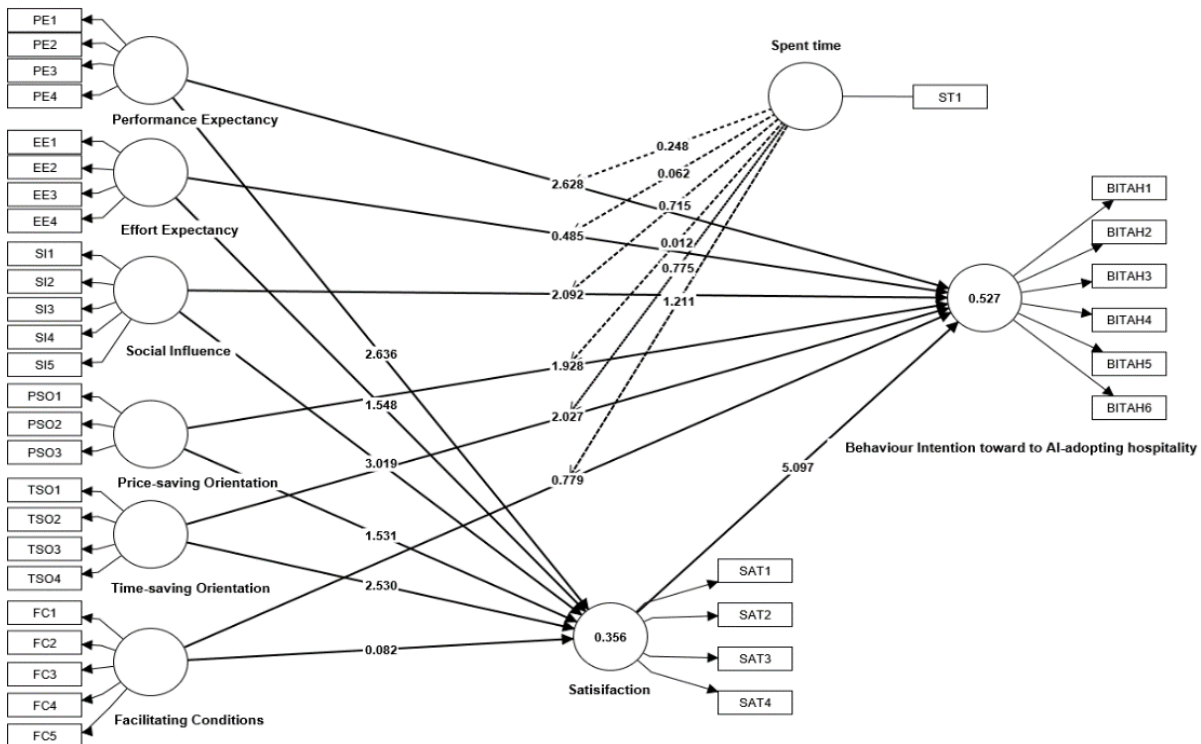 PE1
PE2
PE3
PE4
Performance Expectancy
EE1
EE2
EE3
EE4
Effort Expectancy
SI1
SI2
SI3
SI4
SI5
Social Influence
PSO1
PSO2
PSO3
Price-saving Orientation
TSO1
TSO2
TSO3
TSO4
Time-saving Orientation
FC1
FC2
FC3
FC4
FC5
Facilitating Conditions
Spent time
ST1
0.248
0.062
0.715
0.012
0.775
1.211
2.628
0.485
2.092
1.928
2.027
0.779
2.636
1.548
3.019
1.531
2.530
0.082
5.097
0.527
BITAH1
BITAH2
BITAH3
BITAH4
BITAH5
BITAH6
Behaviour Intention toward to AI-adopting hospitality
0.356
Satisifaction
SAT1
SAT2
SAT3
SAT4